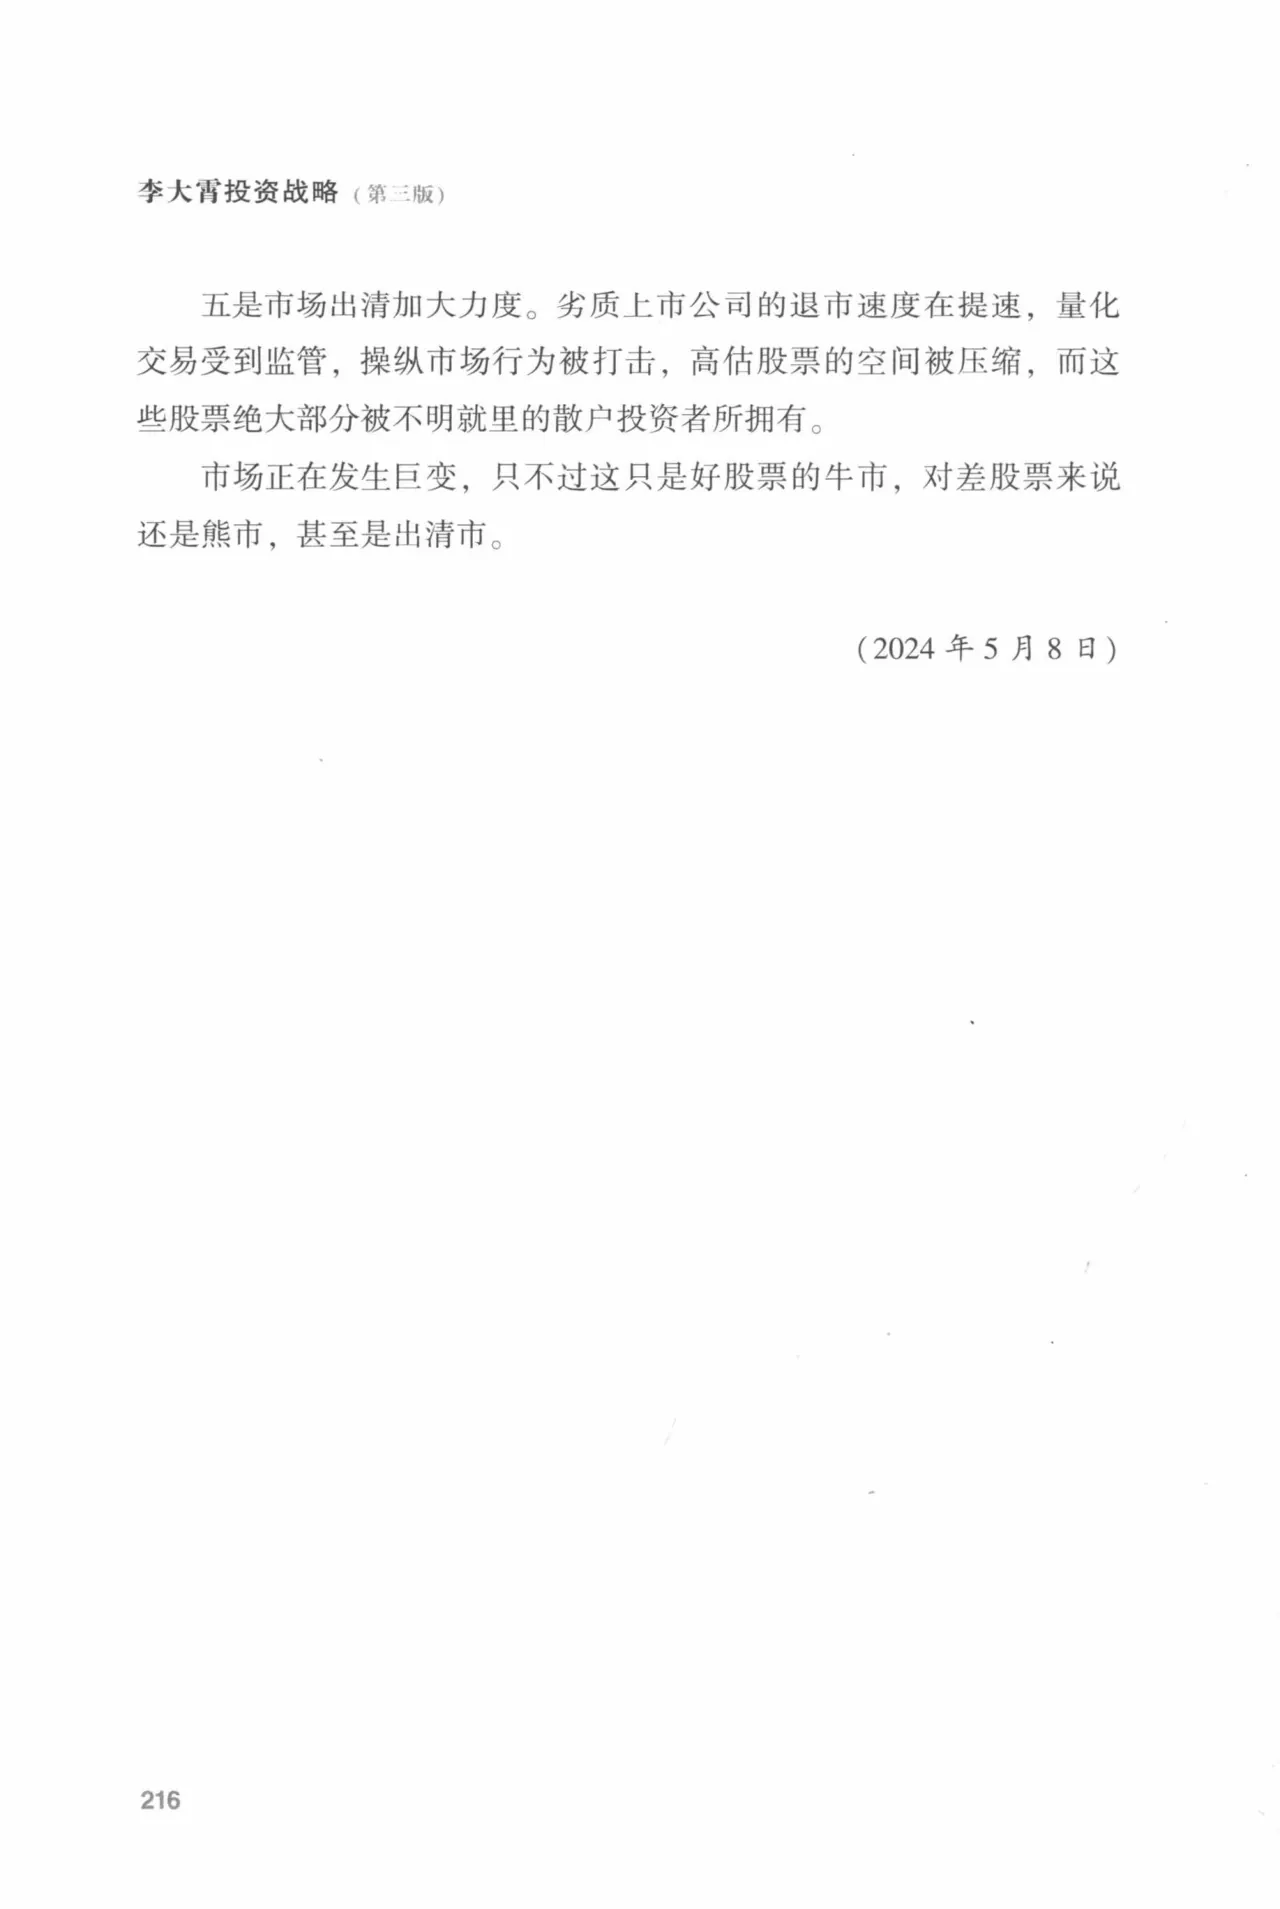 李大霄投资战略（第三版）
五是市场出清加大力度。劣质上市公司的退市速度在提速，量化
交易受到监管，操纵市场行为被打击，高估股票的空间被压缩，而这
些股票绝大部分被不明就里的散户投资者所拥有。
市场正在发生巨变，只不过这只是好股票的牛市，对差股票来说
还是熊市，甚至是出清市。
（2024 年 5 月 8 日）
216